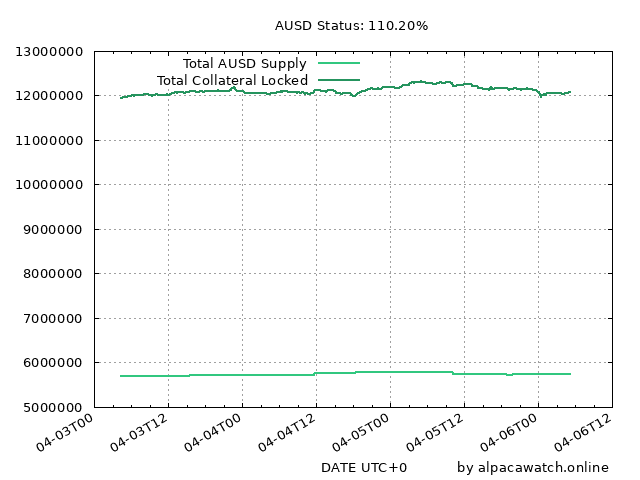 AUSD Status: 110.20%
13000000
Total AUSD Supply
Total Collateral Locked
12000000
11000000
10000000
9000000
8000000
7000000
6000000
5000000
04-03T00 04-03T12 04-04T00 04-04T12 04-05T00 04-05T12 04-06T00 04-06T12
DATE UTC+0 by alpacawatch.online